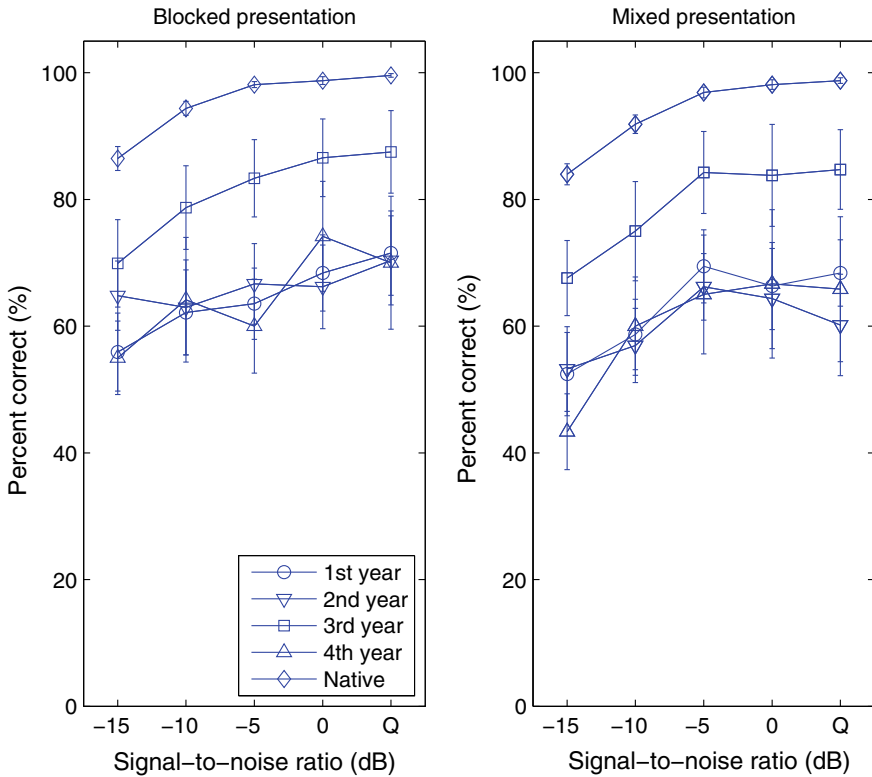 Blocked presentation
Mixed presentation
100
80
60
40
20
0
Percent correct (%)
−15
−10
−5
0
Q
Signal−to−noise ratio (dB)
1st year
2nd year
3rd year
4th year
Native
100
80
60
40
20
0
Percent correct (%)
−15
−10
−5
0
Q
Signal−to−noise ratio (dB)